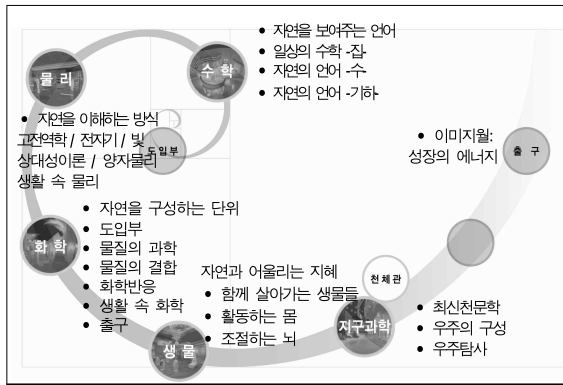 수 학
• 자연을 보여주는 언어
• 일상의 수학 -집-
• 자연의 언어 -수-
• 자연의 언어 -기하-
물 리
• 자연을 이해하는 방식
고전역학 / 전자기 / 빛
상대성이론 / 양자물리
생활 속 물리
도입부
• 이미지월:
성장의 에너지
출 구
화 학
• 자연을 구성하는 단위
• 도입부
• 물질의 과학
• 물질의 결합
• 화학반응
• 생활 속 화학
• 출구
생 물
자연과 어울리는 지혜
• 함께 살아가는 생물들
• 활동하는 몸
• 조절하는 뇌
천체관
지구과학
• 최신천문학
• 우주의 구성
• 우주탐사